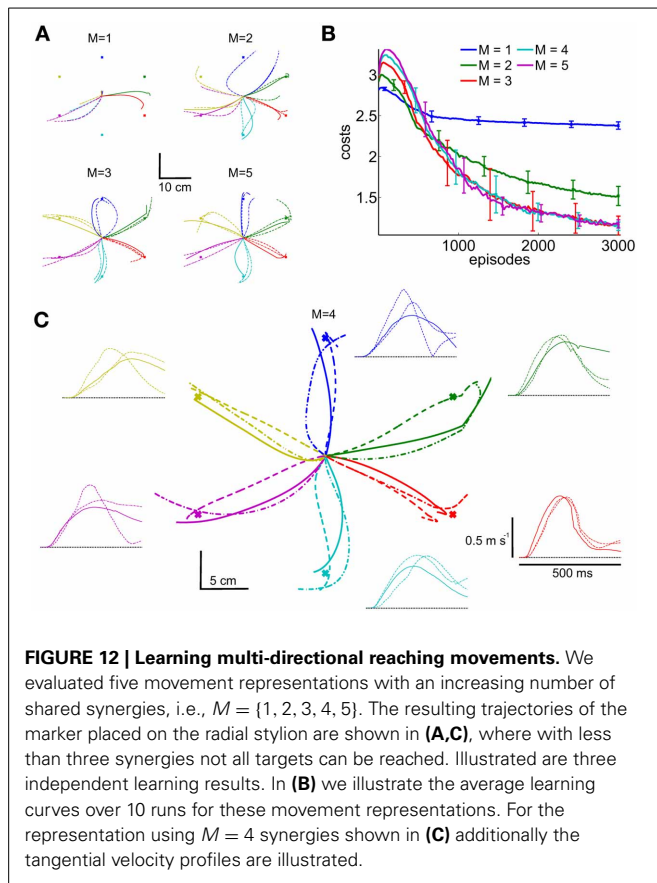 A
M=1
M=2
M=3
M=5
10 cm
B
M = 1
M = 2
M = 3
M = 4
M = 5
costs
3
2.5
2
1.5
1000
2000
3000
episodes
C
M=4
5 cm
0.5 m s⁻¹
500 ms
FIGURE 12 | Learning multi-directional reaching movements. We
evaluated five movement representations with an increasing number of
shared synergies, i.e., M = {1, 2, 3, 4, 5}. The resulting trajectories of the
marker placed on the radial stylion are shown in (A,C), where with less
than three synergies not all targets can be reached. Illustrated are three
independent learning results. In (B) we illustrate the average learning
curves over 10 runs for these movement representations. For the
representation using M = 4 synergies shown in (C) additionally the
tangential velocity profiles are illustrated.